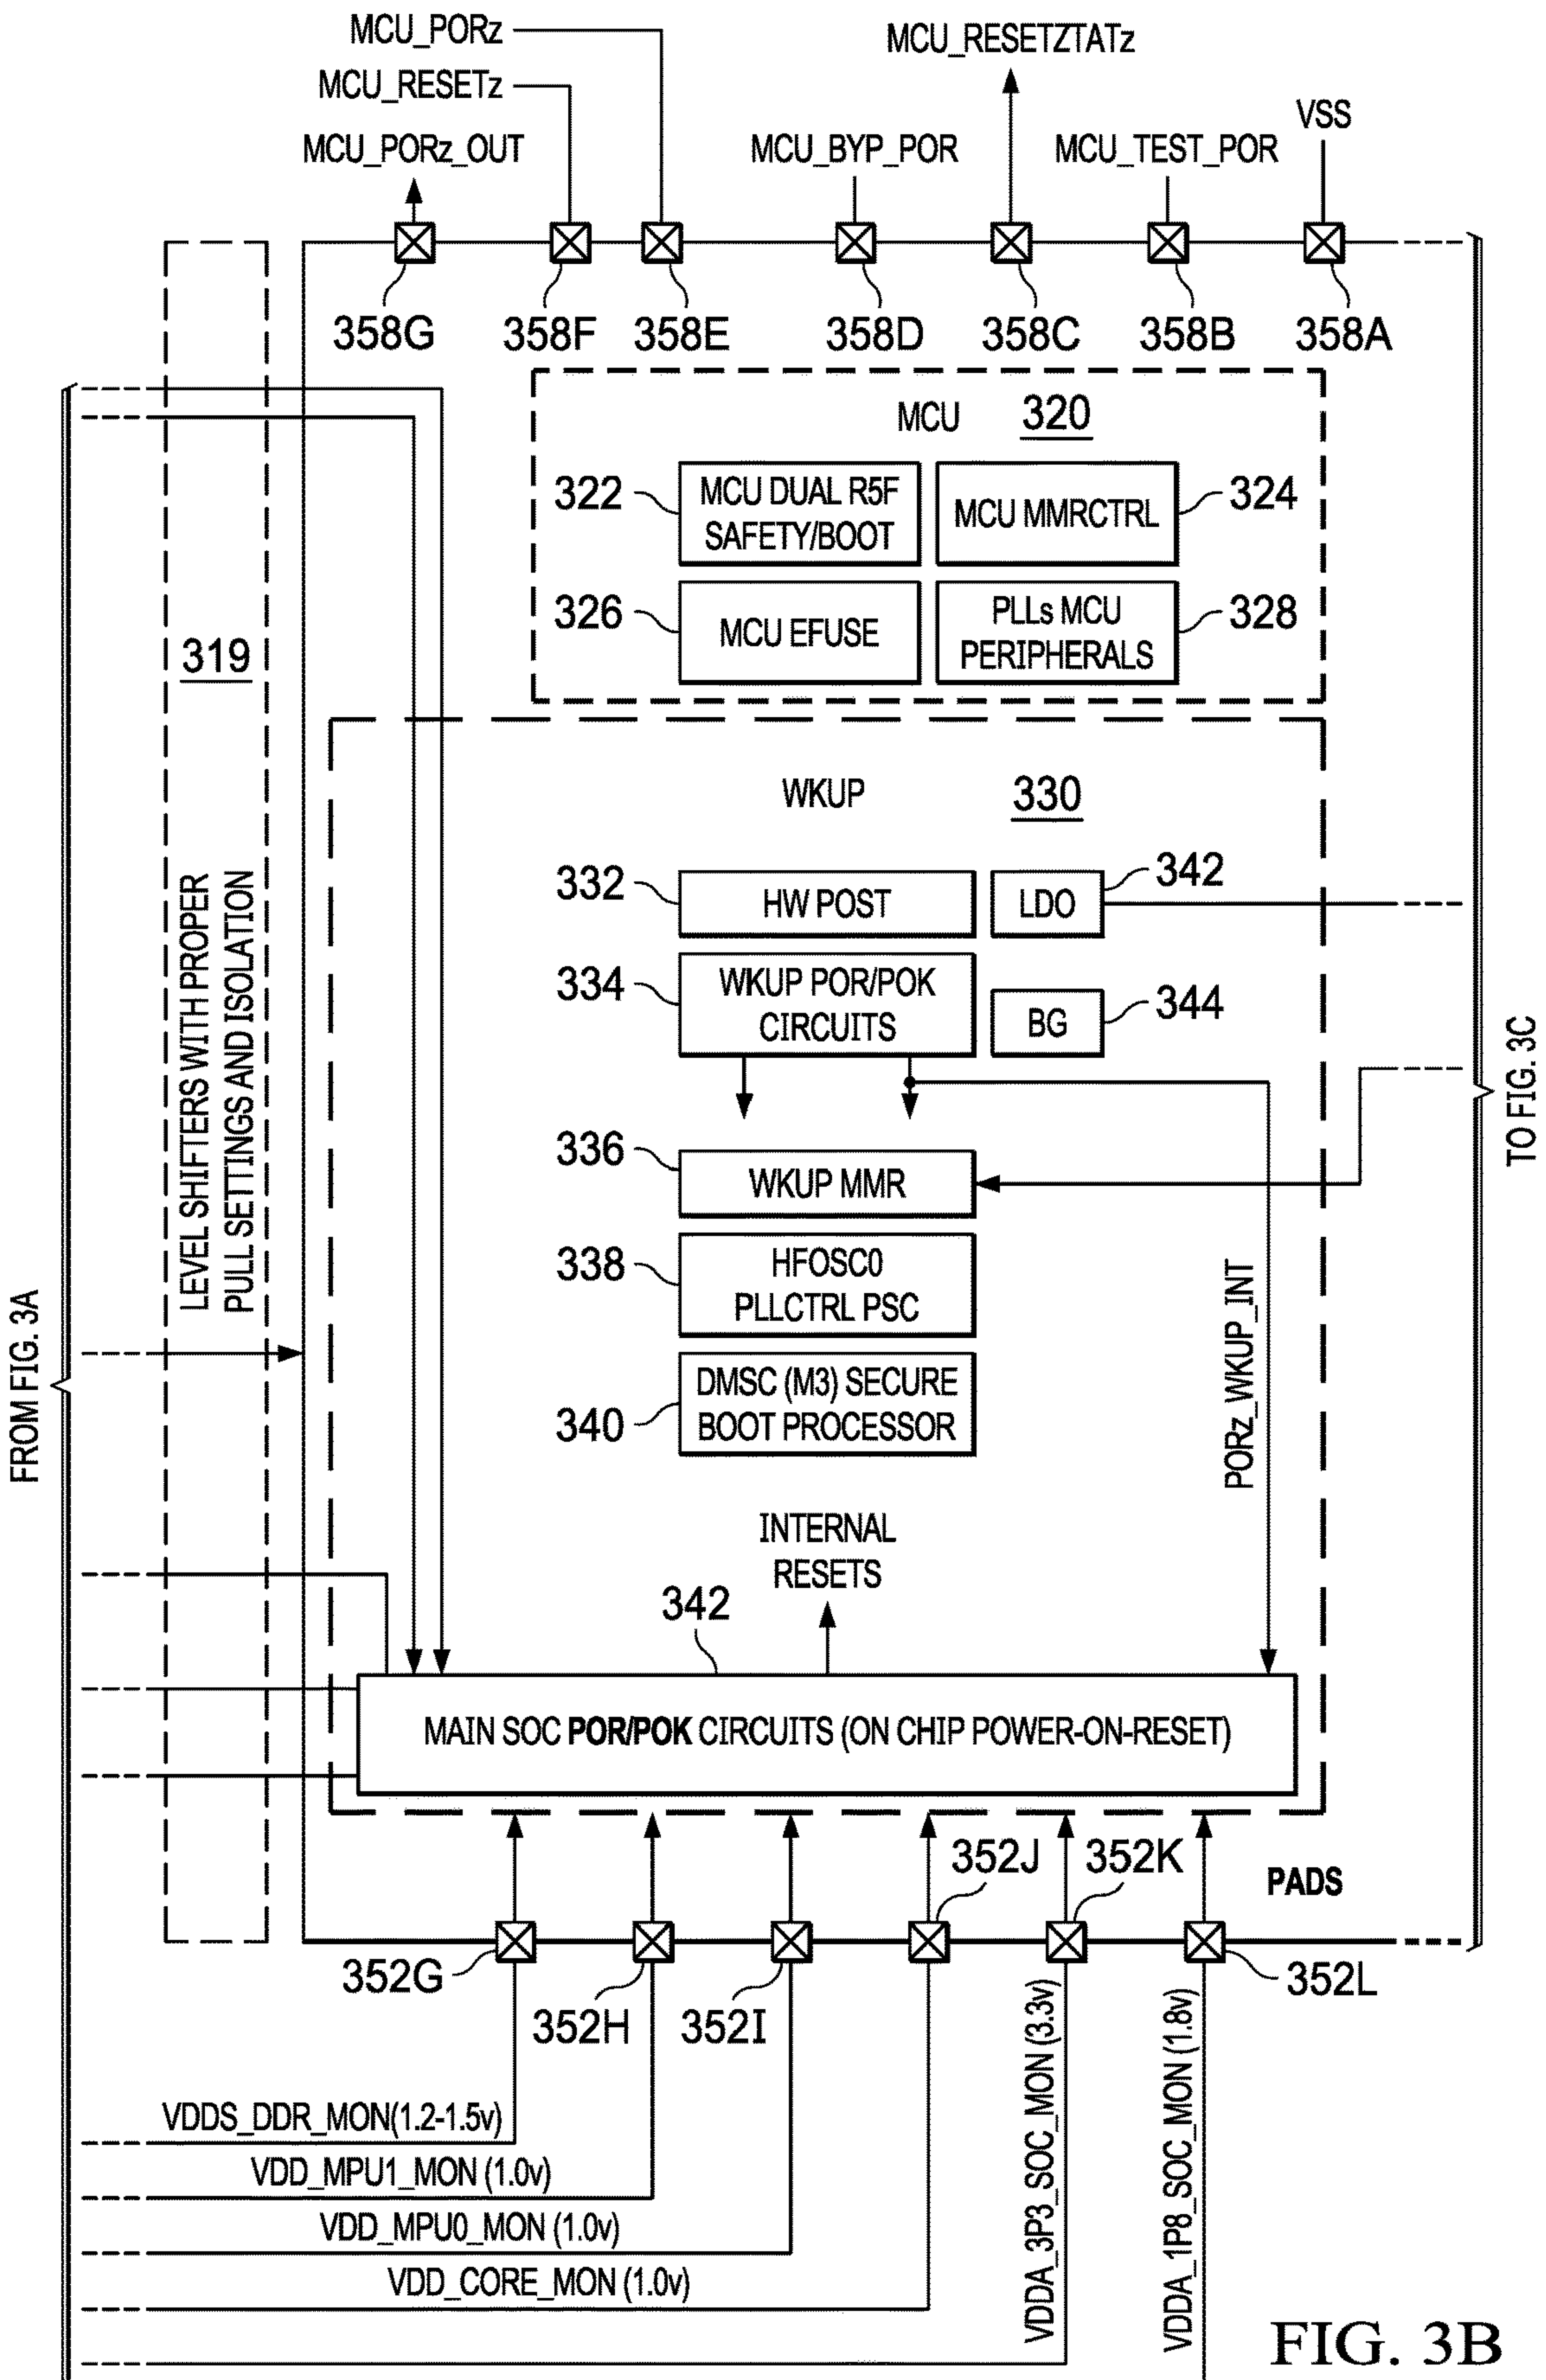 MCU_PORz
MCU_RESETZTATz
MCU_RESETz
VSS
MCU_PORz_OUT
MCU_BYP_POR
MCU_TEST_POR
358G
358F
358E
358D
358C
358B
358A
MCU
320
322
MCU DUAL R5F
SAFETY/BOOT
MCU MMRCTRL
324
326
MCU EFUSE
PLLs MCU
PERIPHERALS
328
319
LEVEL SHIFTERS WITH PROPER
PULL SETTINGS AND ISOLATION
WKUP
330
332
HW POST
LDO
342
334
WKUP POR/POK
CIRCUITS
BG
344
336
WKUP MMR
338
HFOSC0
PLLCTRL PSC
340
DMSC (M3) SECURE
BOOT PROCESSOR
PORz_WKUP_INT
FROM FIG. 3A
TO FIG. 3C
INTERNAL
RESETS
342
MAIN SOC POR/POK CIRCUITS (ON CHIP POWER-ON-RESET)
352J
352K
PADS
352G
352H
352I
352L
VDDS_DDR_MON(1.2-1.5v)
VDD_MPU1_MON (1.0v)
VDD_MPU0_MON (1.0v)
VDD_CORE_MON (1.0v)
VDDA_3P3_SOC_MON (3.3v)
VDDA_1P8_SOC_MON (1.8v)
FIG. 3B